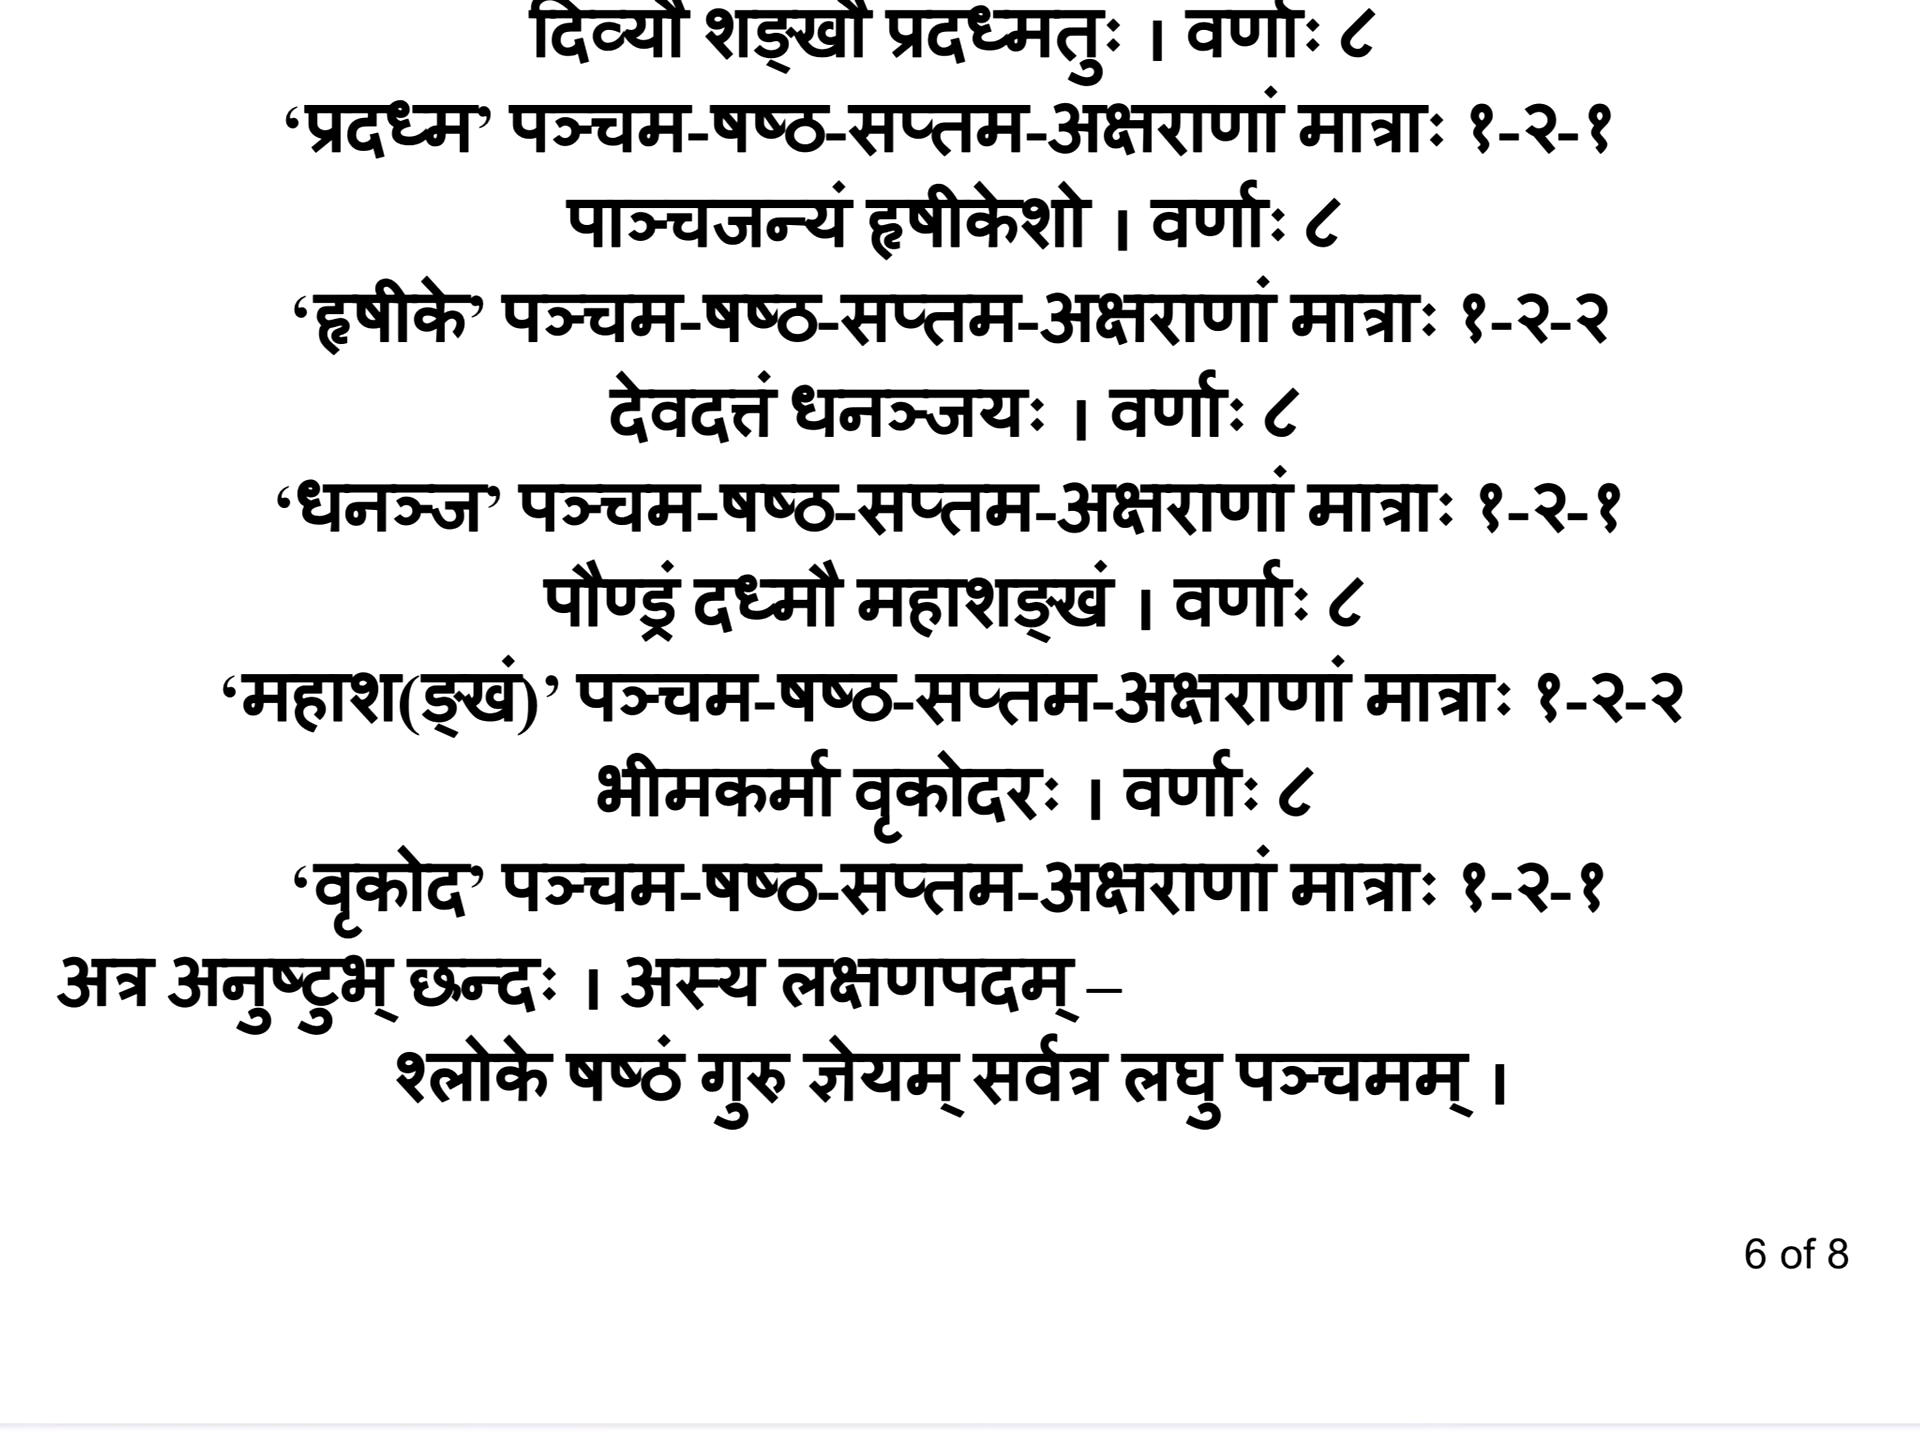 दिव्यौ शङ्खौ प्रदध्मतुः । वर्णाः ८
‘प्रदध्म’ पञ्चम-षष्ठ-सप्तम-अक्षराणां मात्राः १-२-१
पाञ्चजन्यं हृषीकेशो । वर्णाः ८
‘हृषीके’ पञ्चम-षष्ठ-सप्तम-अक्षराणां मात्राः १-२-२
देवदत्तं धनञ्जयः । वर्णाः ८
‘धनञ्ज’ पञ्चम-षष्ठ-सप्तम-अक्षराणां मात्राः १-२-१
पौण्ड्रं दध्मौ महाशङ्खं । वर्णाः ८
‘महाश(ङ्खं)’ पञ्चम-षष्ठ-सप्तम-अक्षराणां मात्राः १-२-२
भीमकर्मा वृकोदरः । वर्णाः ८
‘वृकोद’ पञ्चम-षष्ठ-सप्तम-अक्षराणां मात्राः १-२-१
अत्र अनुष्टुभ् छन्दः । अस्य लक्षणपदम् –
श्लोके षष्ठं गुरु ज्ञेयम् सर्वत्र लघु पञ्चमम् ।
6 of 8